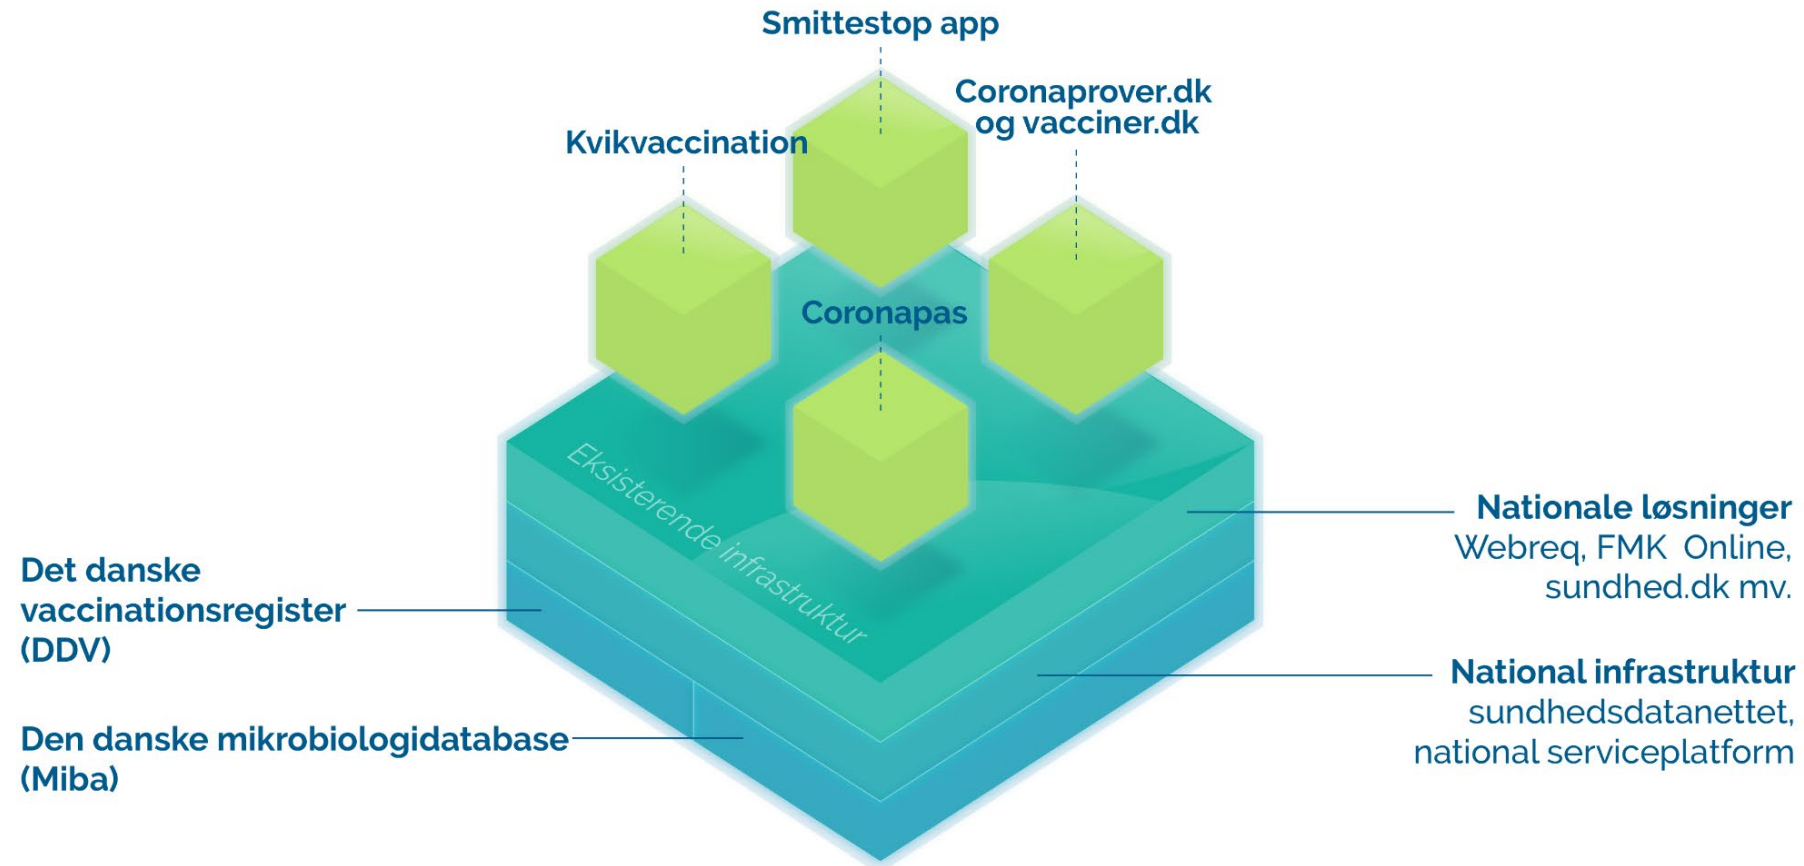 Smittestop app
Coronaprover.dk
og vacciner.dk
Kvikvaccination
Coronapas
Eksisterende infrastruktur
Nationale løsninger
Webreq, FMK Online,
sundhed.dk mv.
Det danske
vaccinationsregister
(DDV)
National infrastruktur
sundhedsdatanettet,
national serviceplatform
Den danske mikrobiologidatabase
(Miba)